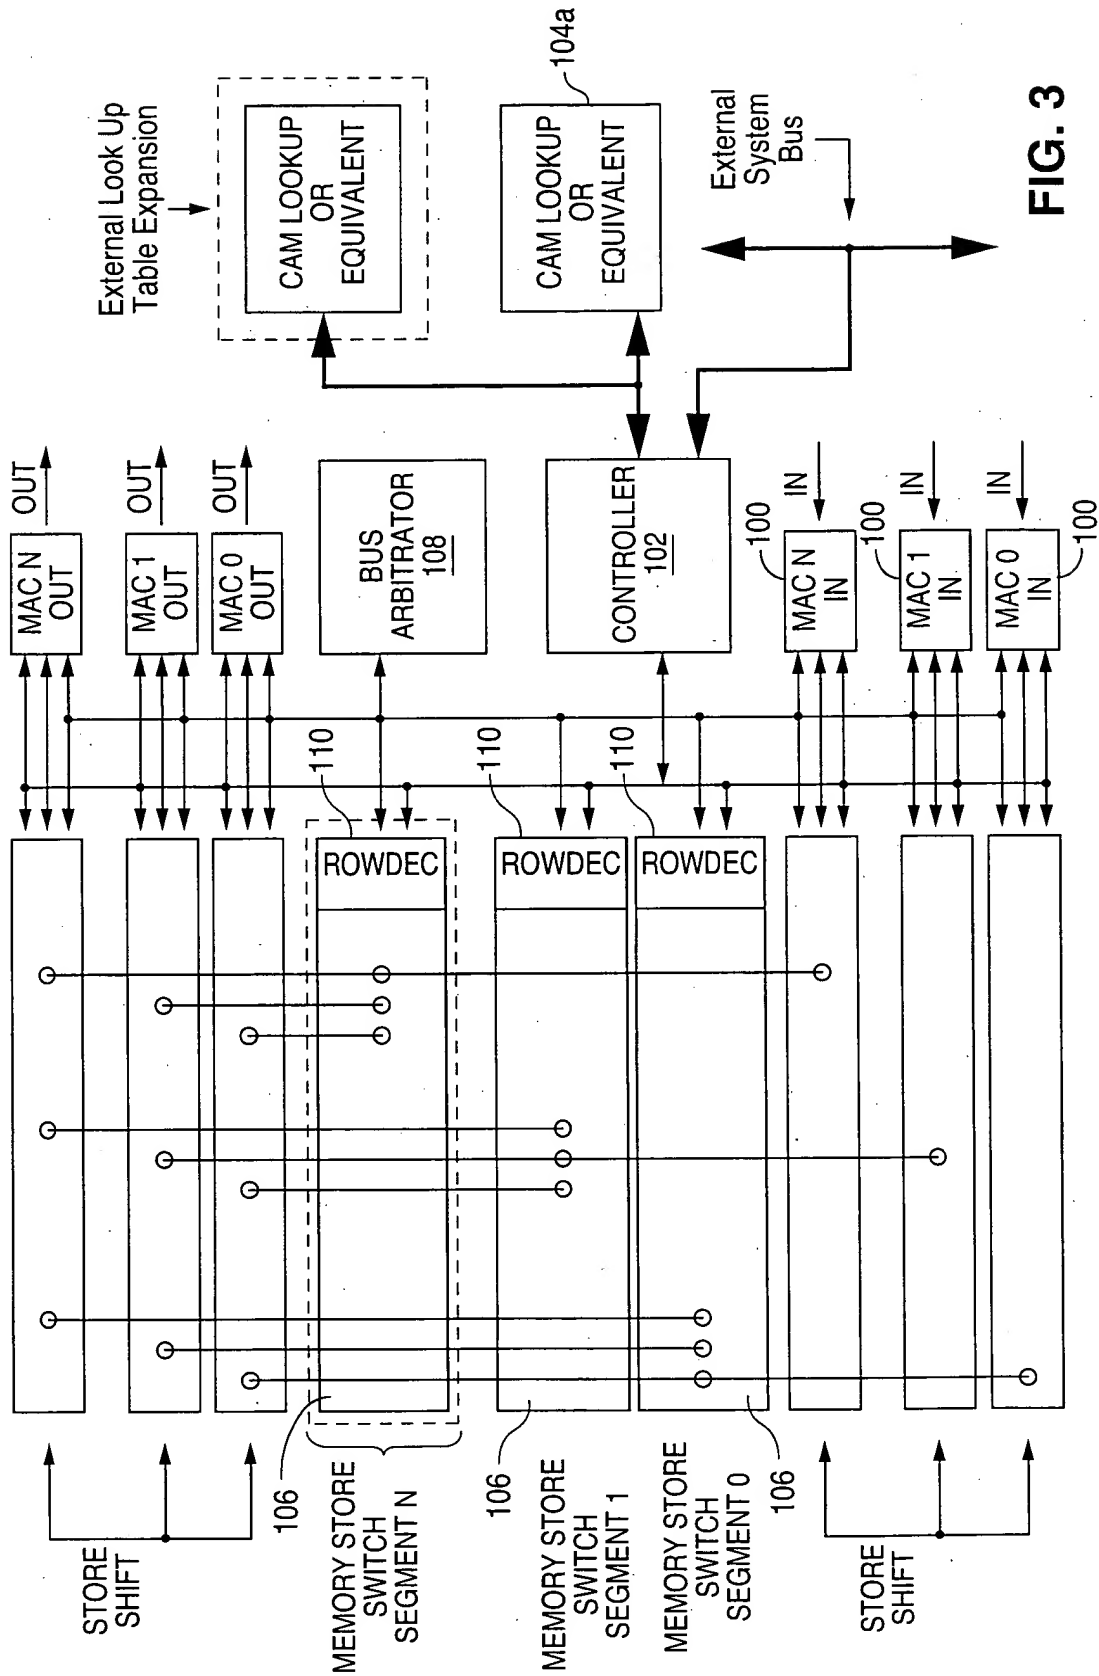 External Look Up
Table Expansion
CAM LOOKUP
OR
EQUIVALENT
CAM LOOKUP
OR
EQUIVALENT
104a
External
System
Bus
OUT
OUT
OUT
MAC N
OUT
MAC 1
OUT
MAC 0
OUT
BUS
ARBITRATOR
108
CONTROLLER
102
IN
IN
IN
100
MAC N
IN
100
MAC 1
IN
100
MAC 0
IN
110
110
110
ROWDEC
ROWDEC
ROWDEC
106
106
106
STORE
SHIFT
MEMORY STORE
SWITCH
SEGMENT N
MEMORY STORE
SWITCH
SEGMENT 1
MEMORY STORE
SWITCH
SEGMENT 0
STORE
SHIFT
FIG. 3